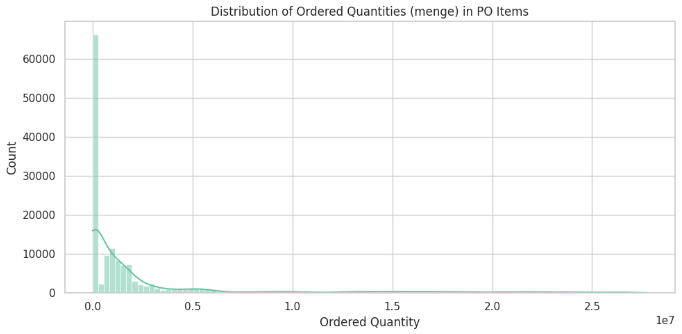 Distribution of Ordered Quantities (menge) in PO Items
Count
60000
50000
40000
30000
20000
10000
0
0.0 0.5 1.0 1.5 2.0 2.5
1e7
Ordered Quantity